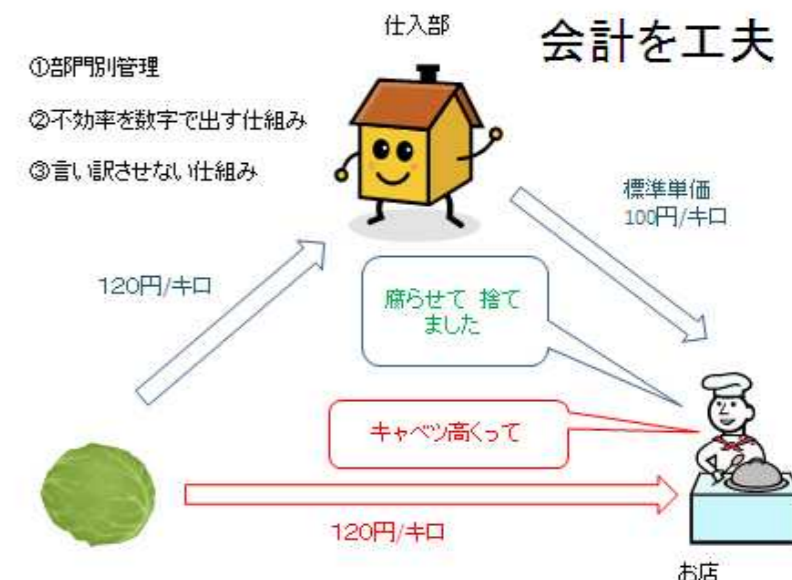 仕入部
会計を工夫
①部門別管理
②不効率を数字で出す仕組み
③言い訳させない仕組み
標準単価
100円/キロ
120円/キロ
腐らせて 捨て
ました
キャベツ高くって
120円/キロ
お店